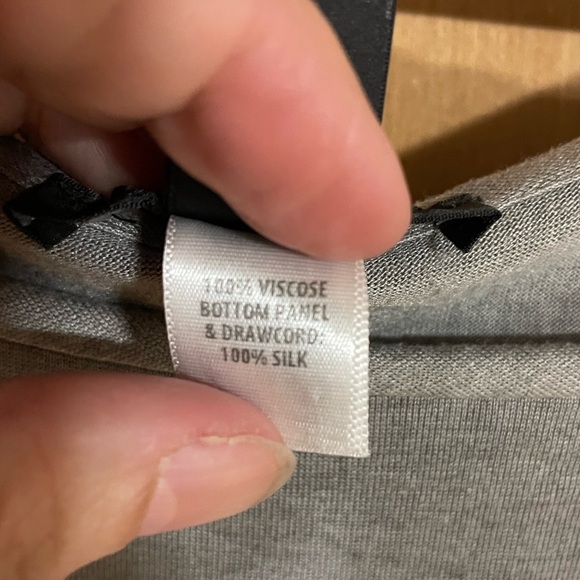 100% VISCOSE
BOTTOM PANEL
& DRAWCORD:
100% SILK